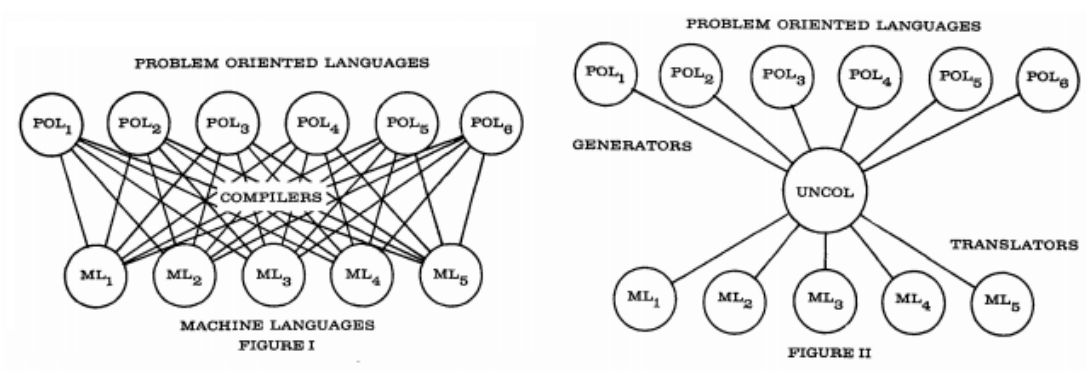 PROBLEM ORIENTED LANGUAGES
POL1 POL2 POL3 POL4 POL5 POL6
COMPILERS
ML1 ML2 ML3 ML4 ML5
MACHINE LANGUAGES
FIGURE I
PROBLEM ORIENTED LANGUAGES
POL1 POL2 POL3 POL4 POL5 POL6
GENERATORS
UNCOL
TRANSLATORS
ML1 ML2 ML3 ML4 ML5
FIGURE II